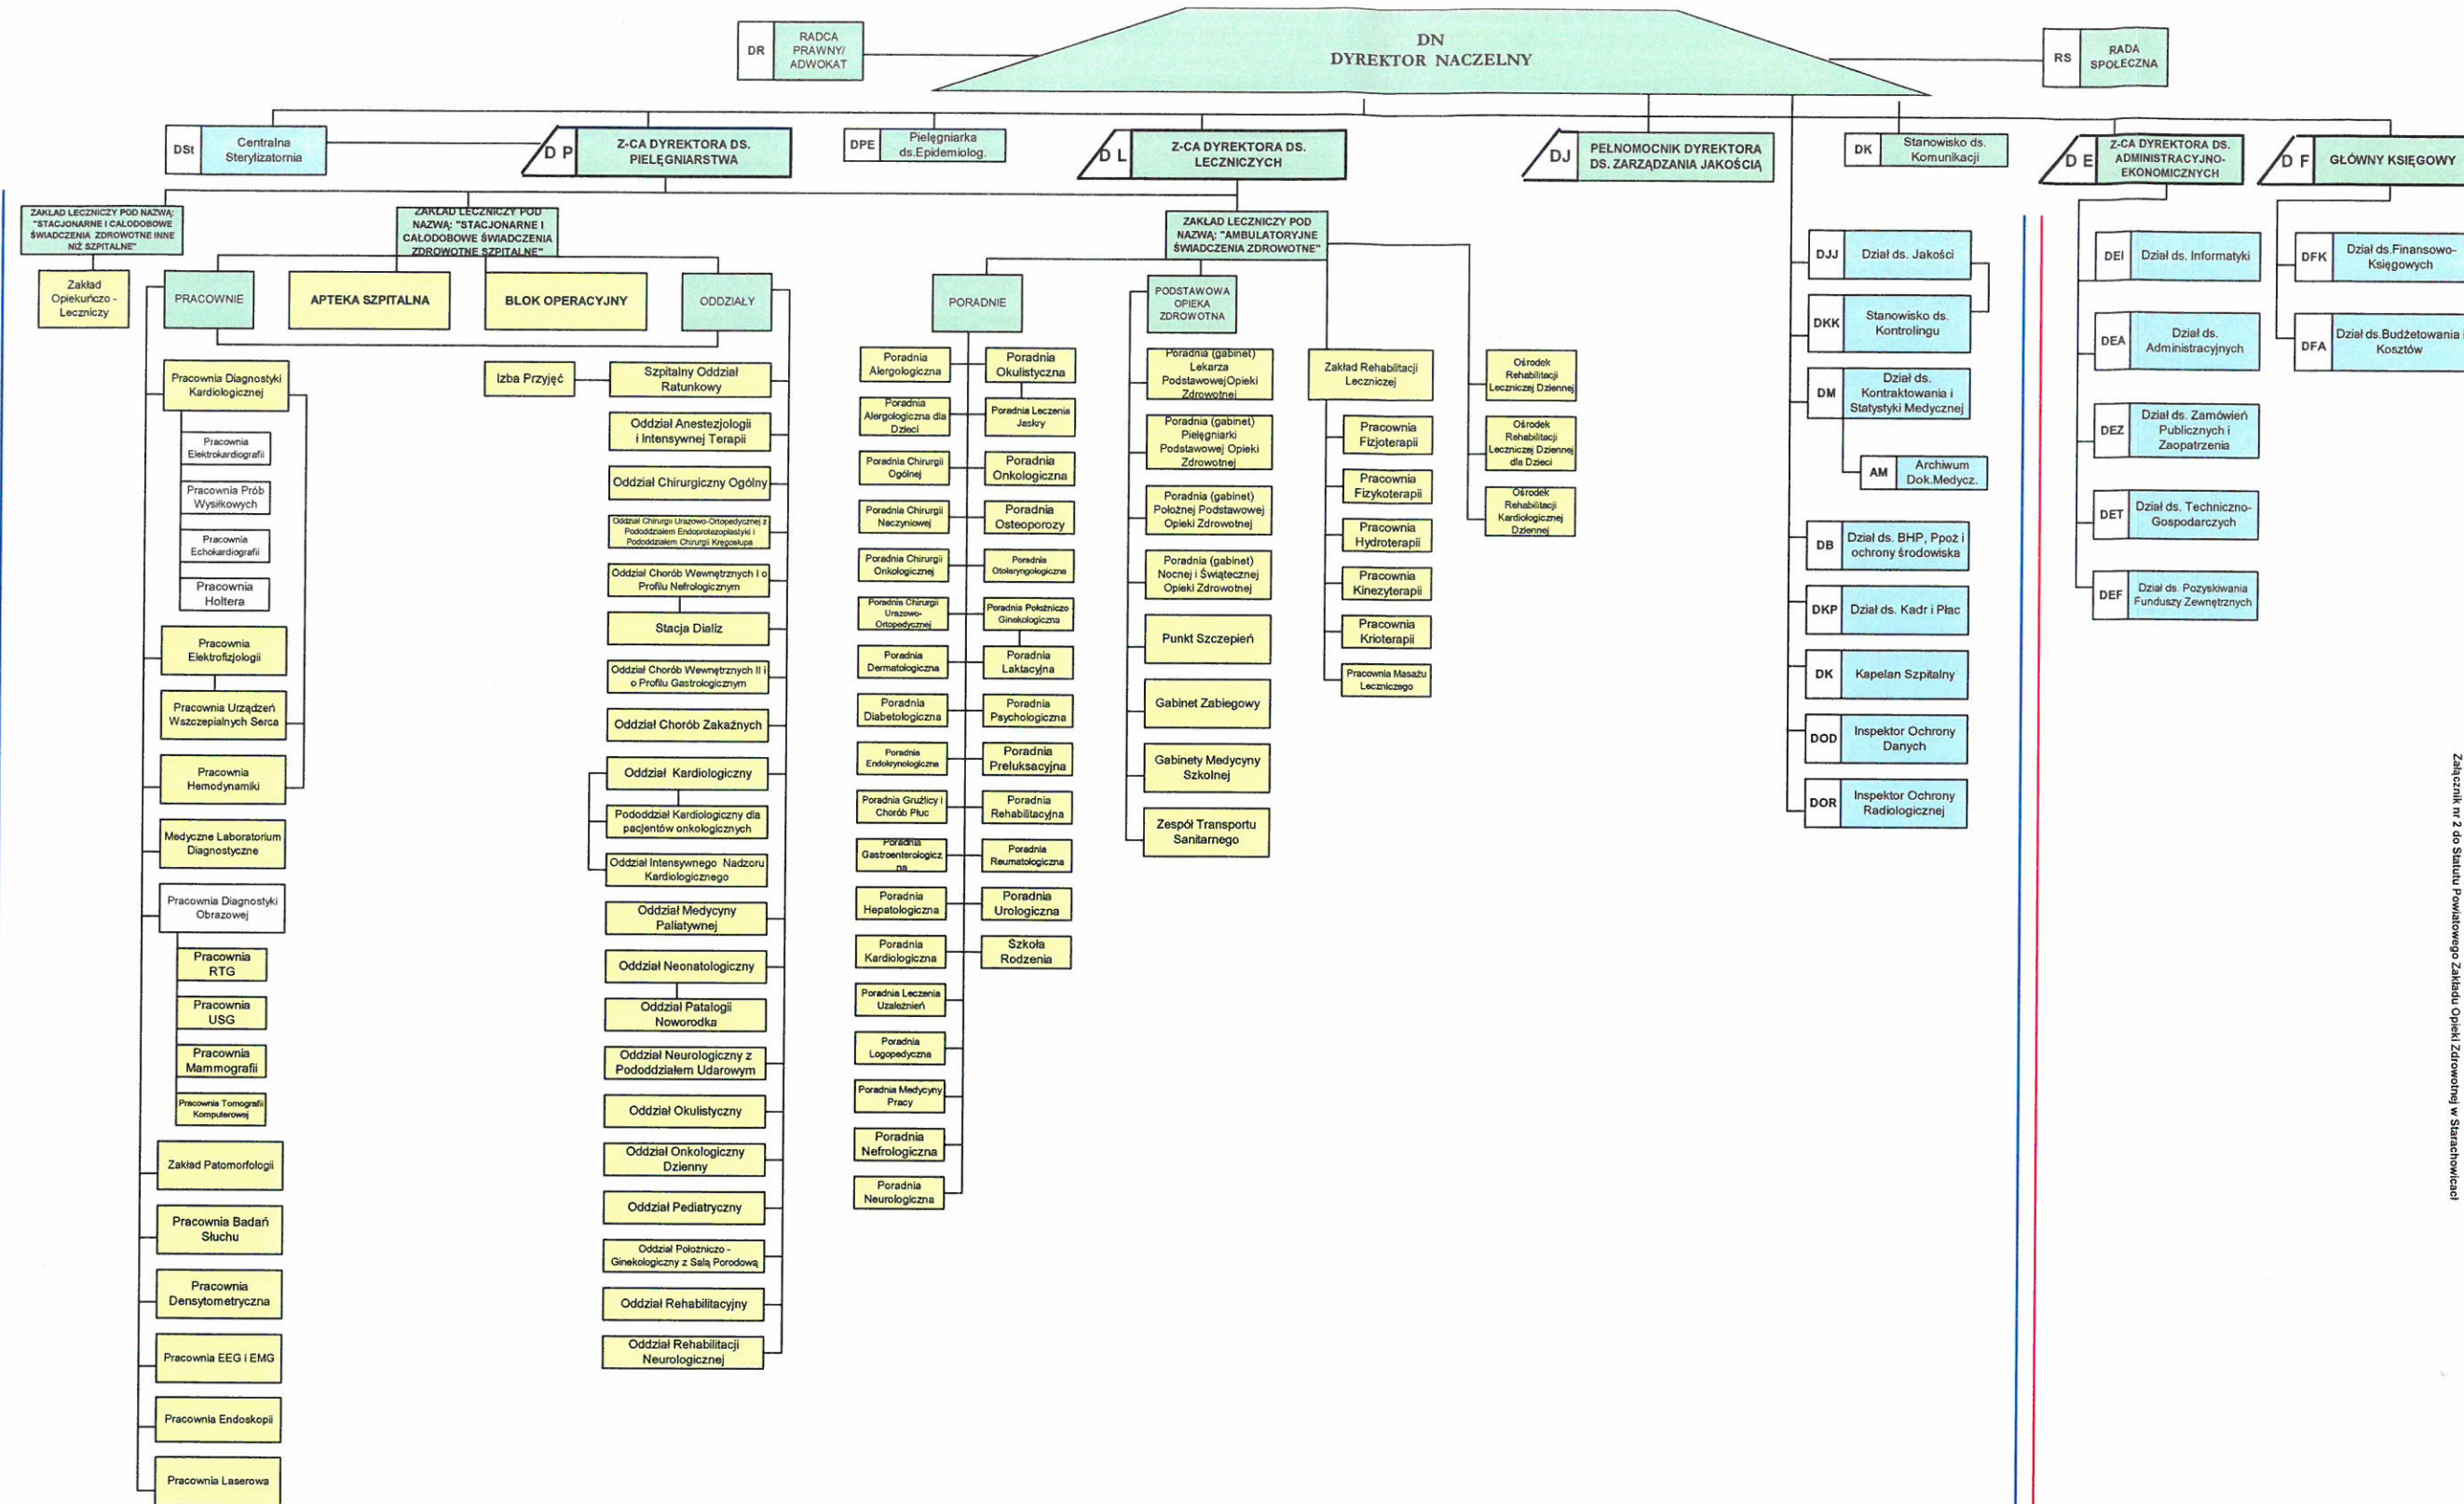 DR
RADCA
PRAWNY/
ADWOKAT
DN
DYREKTOR NACZELNY
RS
RADA
SPOŁECZNA
DSt
Centralna
Sterylizatornia
D P
Z-CA DYREKTORA DS.
PIELĘGNIARSTWA
DPE
Pielęgniarka
ds.Epidemiolog.
D L
Z-CA DYREKTORA DS.
LECZNICZYCH
DJ
PEŁNOMOCNIK DYREKTORA
DS. ZARZĄDZANIA JAKOŚCIĄ
DK
Stanowisko ds.
Komunikacji
D E
Z-CA DYREKTORA DS.
ADMINISTRACYJNO-
EKONOMICZNYCH
D F
GŁÓWNY KSIĘGOWY
ZAKŁAD LECZNICZY POD NAZWĄ:
"STACJONARNE I CAŁODOBOWE
ŚWIADCZENIA ZDROWOTNE INNE
NIŻ SZPITALNE"
Zakład
Opiekuńczo -
Leczniczy
ZAKŁAD LECZNICZY POD
NAZWĄ: "STACJONARNE I
CAŁODOBOWE ŚWIADCZENIA
ZDROWOTNE SZPITALNE"
PRACOWNIE
APTEKA SZPITALNA
BLOK OPERACYJNY
ODDZIAŁY
Pracownia Diagnostyki
Kardiologicznej
Pracownia
Elektrokardiografii
Pracownia Prób
Wysiłkowych
Pracownia
Echokardiografii
Pracownia
Holtera
Pracownia
Elektrofizjologii
Pracownia Urządzeń
Wszczepialnych Serca
Pracownia
Hemodynamiki
Medyczne Laboratorium
Diagnostyczne
Pracownia Diagnostyki
Obrazowej
Pracownia
RTG
Pracownia
USG
Pracownia
Mammografii
Pracownia Tomografii
Komputerowej
Zakład Patomorfologii
Pracownia Badań
Słuchu
Pracownia
Densytometryczna
Pracownia EEG i EMG
Pracownia Endoskopii
Pracownia Laserowa
Izba Przyjęć
Szpitalny Oddział
Ratunkowy
Oddział Anestezjologii
i Intensywnej Terapii
Oddział Chirurgiczny Ogólny
Oddział Chirurgii Urazowo-Ortopedycznej z
Pododdziałem Endoprotezoplastyki i
Pododdziałem Chirurgii Kręgosłupa
Oddział Chorób Wewnętrznych I o
Profilu Nefrologicznym
Stacja Dializ
Oddział Chorób Wewnętrznych II i
o Profilu Gastrologicznym
Oddział Chorób Zakaźnych
Oddział Kardiologiczny
Pododdział Kardiologiczny dla
pacjentów onkologicznych
Oddział Intensywnego Nadzoru
Kardiologicznego
Oddział Medycyny
Paliatywnej
Oddział Neonatologiczny
Oddział Patalogii
Noworodka
Oddział Neurologiczny z
Pododdziałem Udarowym
Oddział Okulistyczny
Oddział Onkologiczny
Dzienny
Oddział Pediatryczny
Oddział Położniczo -
Ginekologiczny z Salą Porodową
Oddział Rehabilitacyjny
Oddział Rehabilitacji
Neurologicznej
ZAKŁAD LECZNICZY POD
NAZWĄ: "AMBULATORYJNE
ŚWIADCZENIA ZDROWOTNE"
PORADNIE
Poradnia
Alergologiczna
Poradnia
Alergologiczna dla
Dzieci
Poradnia Chirurgii
Ogólnej
Poradnia Chirurgii
Naczyniowej
Poradnia Chirurgii
Onkologicznej
Poradnia Chirurgii
Urazowo-
Ortopedycznej
Poradnia
Dermatologiczna
Poradnia
Diabetologiczna
Poradnia
Endokrynologiczna
Poradnia Gruźlicy i
Chorób Płuc
Poradnia
Gastroenterologicz
na
Poradnia
Hepatologiczna
Poradnia
Kardiologiczna
Poradnia Leczenia
Uzależnień
Poradnia
Logopedyczna
Poradnia Medycyny
Pracy
Poradnia
Nefrologiczna
Poradnia
Neurologiczna
Poradnia
Okulistyczna
Poradnia Leczenia
Jaskry
Poradnia
Onkologiczna
Poradnia
Osteoporozy
Poradnia
Otolaryngologiczna
Poradnia Położniczo
Ginekologiczna
Poradnia
Laktacyjna
Poradnia
Psychologiczna
Poradnia
Preluksacyjna
Poradnia
Rehabilitacyjna
Poradnia
Reumatologiczna
Poradnia
Urologiczna
Szkoła
Rodzenia
PODSTAWOWA
OPIEKA
ZDROWOTNA
Poradnia (gabinet)
Lekarza
PodstawowejOpieki
Zdrowotnej
Poradnia (gabinet)
Pielęgniarki
Podstawowej Opieki
Zdrowotnej
Poradnia (gabinet)
Położnej Podstawowej
Opieki Zdrowotnej
Poradnia (gabinet)
Nocnej i Świątecznej
Opieki Zdrowotnej
Punkt Szczepień
Gabinet Zabiegowy
Gabinety Medycyny
Szkolnej
Zespół Transportu
Sanitarnego
Zakład Rehabilitacji
Leczniczej
Pracownia
Fizjoterapii
Pracownia
Fizykoterapii
Pracownia
Hydroterapii
Pracownia
Kinezyterapii
Pracownia
Krioterapii
Pracownia Masażu
Leczniczego
Ośrodek
Rehabilitacji
Leczniczej Dziennej
Ośrodek
Rehabilitacji
Leczniczej Dziennej
dla Dzieci
Ośrodek
Rehabilitacji
Kardiologicznej
Dziennej
DJJ
Dział ds. Jakości
DKK
Stanowisko ds.
Kontrolingu
DM
Dział ds.
Kontraktowania i
Statystyki Medycznej
AM
Archiwum
Dok.Medycz.
DB
Dział ds. BHP, Ppoż i
ochrony środowiska
DKP
Dział ds. Kadr i Płac
DK
Kapelan Szpitalny
DOD
Inspektor Ochrony
Danych
DOR
Inspektor Ochrony
Radiologicznej
DEI
Dział ds. Informatyki
DEA
Dział ds.
Administracyjnych
DEZ
Dział ds. Zamówień
Publicznych i
Zaopatrzenia
DET
Dział ds. Techniczno-
Gospodarczych
DEF
Dział ds. Pozyskiwania
Funduszy Zewnętrznych
DFK
Dział ds.Finansowo-
Księgowych
DFA
Dział ds.Budżetowania i
Kosztów
Załącznik nr 2 do Statutu Powiatowego Zakładu Opieki Zdrowotnej w Starachowicacł